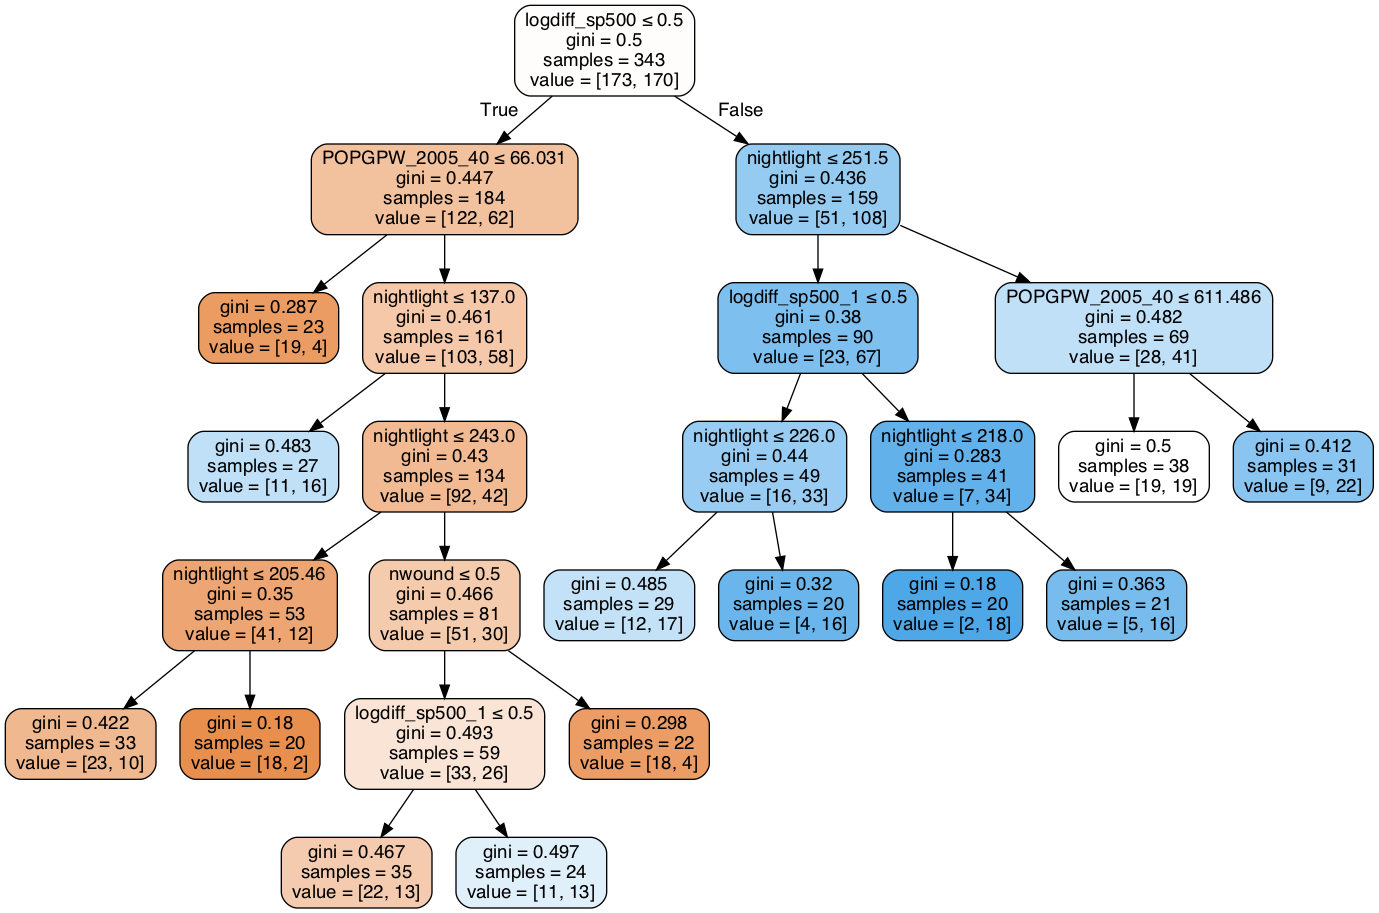 logdiff_sp500 ≤ 0.5
gini = 0.5
samples = 343
value = [173, 170]
True
False
POPGPW_2005_40 ≤ 66.031
gini = 0.447
samples = 184
value = [122, 62]
nightlight ≤ 251.5
gini = 0.436
samples = 159
value = [51, 108]
gini = 0.287
samples = 23
value = [19, 4]
nightlight ≤ 137.0
gini = 0.461
samples = 161
value = [103, 58]
logdiff_sp500_1 ≤ 0.5
gini = 0.38
samples = 90
value = [23, 67]
POPGPW_2005_40 ≤ 611.486
gini = 0.482
samples = 69
value = [28, 41]
gini = 0.483
samples = 27
value = [11, 16]
nightlight ≤ 243.0
gini = 0.43
samples = 134
value = [92, 42]
nightlight ≤ 226.0
gini = 0.44
samples = 49
value = [16, 33]
nightlight ≤ 218.0
gini = 0.283
samples = 41
value = [7, 34]
gini = 0.5
samples = 38
value = [19, 19]
gini = 0.412
samples = 31
value = [9, 22]
nightlight ≤ 205.46
gini = 0.35
samples = 53
value = [41, 12]
nwound ≤ 0.5
gini = 0.466
samples = 81
value = [51, 30]
gini = 0.485
samples = 29
value = [12, 17]
gini = 0.32
samples = 20
value = [4, 16]
gini = 0.18
samples = 20
value = [2, 18]
gini = 0.363
samples = 21
value = [5, 16]
gini = 0.422
samples = 33
value = [23, 10]
gini = 0.18
samples = 20
value = [18, 2]
logdiff_sp500_1 ≤ 0.5
gini = 0.493
samples = 59
value = [33, 26]
gini = 0.298
samples = 22
value = [18, 4]
gini = 0.467
samples = 35
value = [22, 13]
gini = 0.497
samples = 24
value = [11, 13]